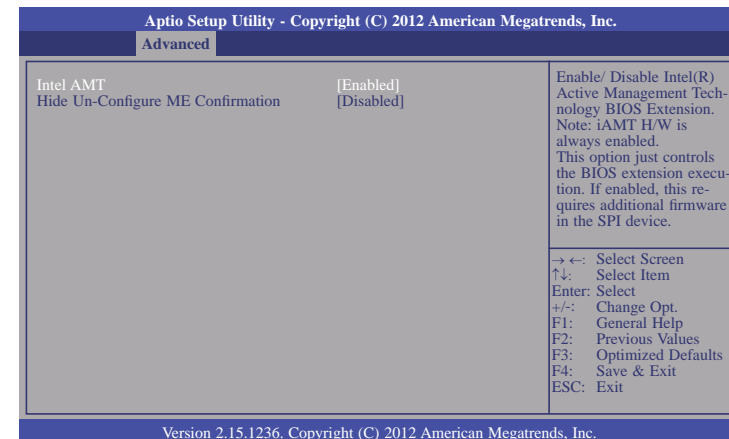 Aptio Setup Utility - Copyright (C) 2012 American Megatrends, Inc.
Advanced
Intel AMT [Enabled]
Hide Un-Configure ME Confirmation [Disabled]
Enable/ Disable Intel(R)
Active Management Tech-
nology BIOS Extension.
Note: iAMT H/W is
always enabled.
This option just controls
the BIOS extension execu-
tion. If enabled, this re-
quires additional firmware
in the SPI device.
→ ←: Select Screen
↑↓: Select Item
Enter: Select
+/-: Change Opt.
F1: General Help
F2: Previous Values
F3: Optimized Defaults
F4: Save & Exit
ESC: Exit
Version 2.15.1236. Copyright (C) 2012 American Megatrends, Inc.